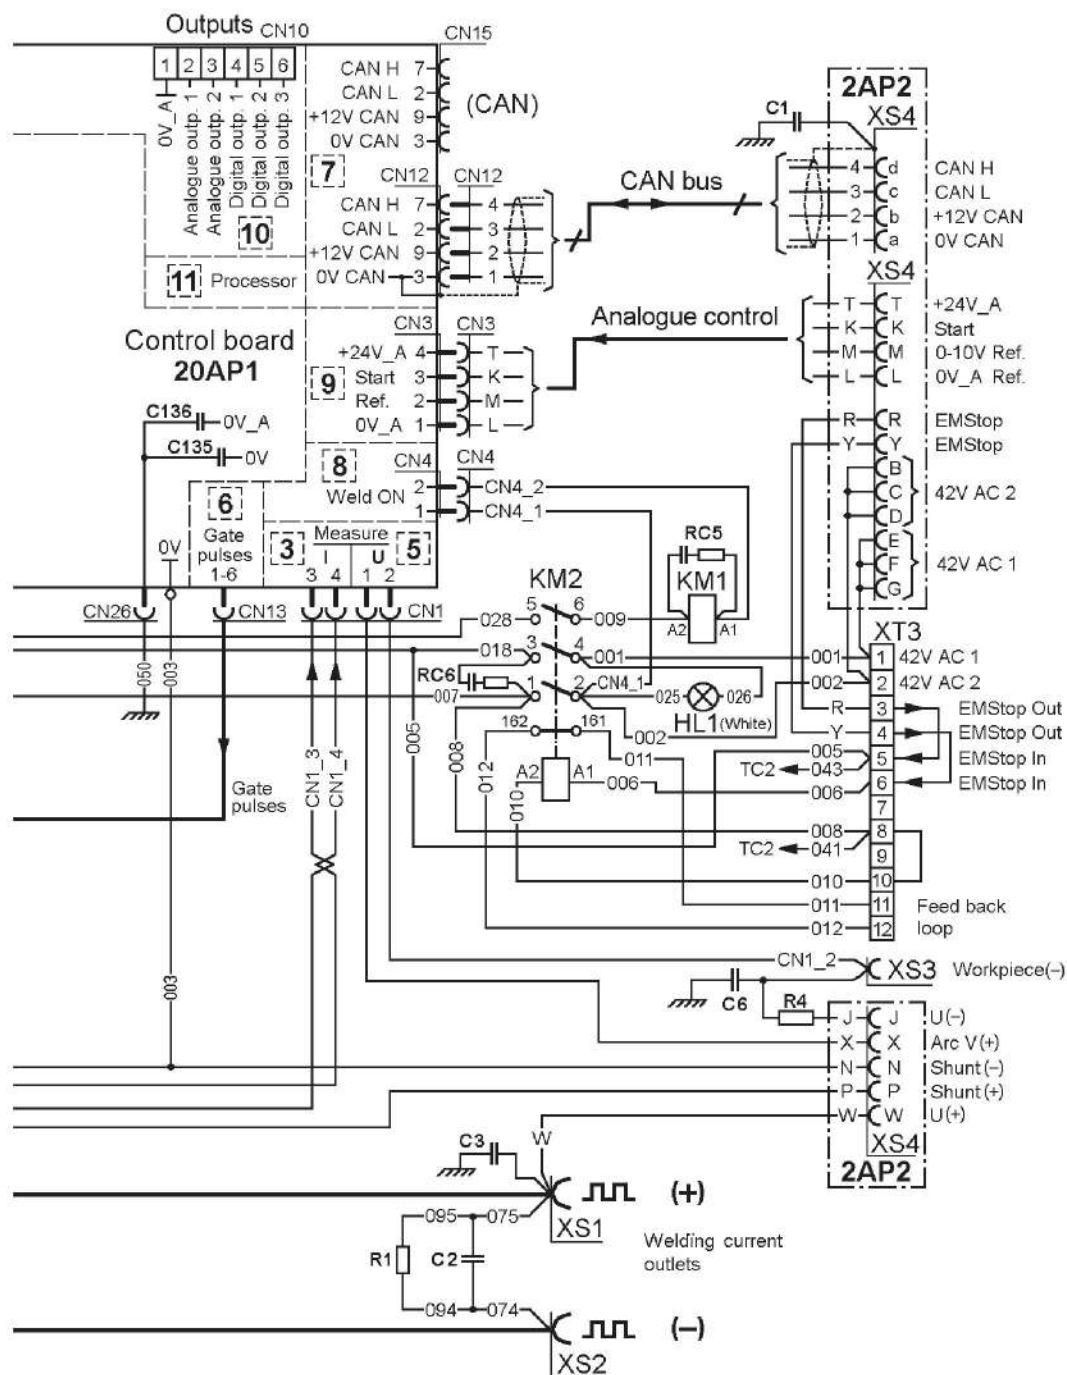 Outputs CN10
CN15
1 2 3 4 5 6
0V_A
Analogue outp. 1
Analogue outp. 2
Digital outp. 1
Digital outp. 2
Digital outp. 3
CAN H 7
CAN L 2
+12V CAN 9
0V CAN 3
(CAN)
7
10
11 Processor
CN12 CN12
CAN H 7 4
CAN L 2 3
+12V CAN 9 2
0V CAN 3 1
CAN bus
2AP2
C1
XS4
4 d CAN H
3 c CAN L
2 b +12V CAN
1 a 0V CAN
XS4
T T +24V_A
K K Start
M M 0-10V Ref.
L L 0V_A Ref.
R R EMStop
Y Y EMStop
B
C 42V AC 2
D
E
F 42V AC 1
G
Analogue control
Control board
20AP1
CN3 CN3
+24V_A 4 T
9 Start 3 K
Ref. 2 M
0V_A 1 L
C136 0V_A
C135 0V
8
CN4 CN4
2 CN4_2
Weld ON
1 CN4_1
6
Gate
pulses
1-6
3 Measure 5
I U
3 4 1 2
0V
CN26 CN13 CN1
RC5
KM1
A2 A1
KM2
028 5 6 009
018 3 4 001
RC6
007 1 2 CN4_1
025 026
HL1 (White)
002
162 161
A2 A1
006
050
003
005
008
012
010
011
CN1_3
CN1_4
Gate
pulses
003
XT3
001 1 42V AC 1
002 2 42V AC 2
R 3 EMStop Out
Y 4 EMStop Out
005 5 EMStop In
TC2 043
006 6 EMStop In
7
008 8
TC2 041
9
010 10
011 11 Feed back
012 12 loop
CN1_2 XS3 Workpiece(–)
C6
R4
J J U(–)
X X Arc V(+)
N N Shunt(–)
P P Shunt(+)
W W U(+)
XS4
2AP2
C3
W
(+)
XS1
095 075
R1
C2
094 074
Welding current
outlets
(–)
XS2